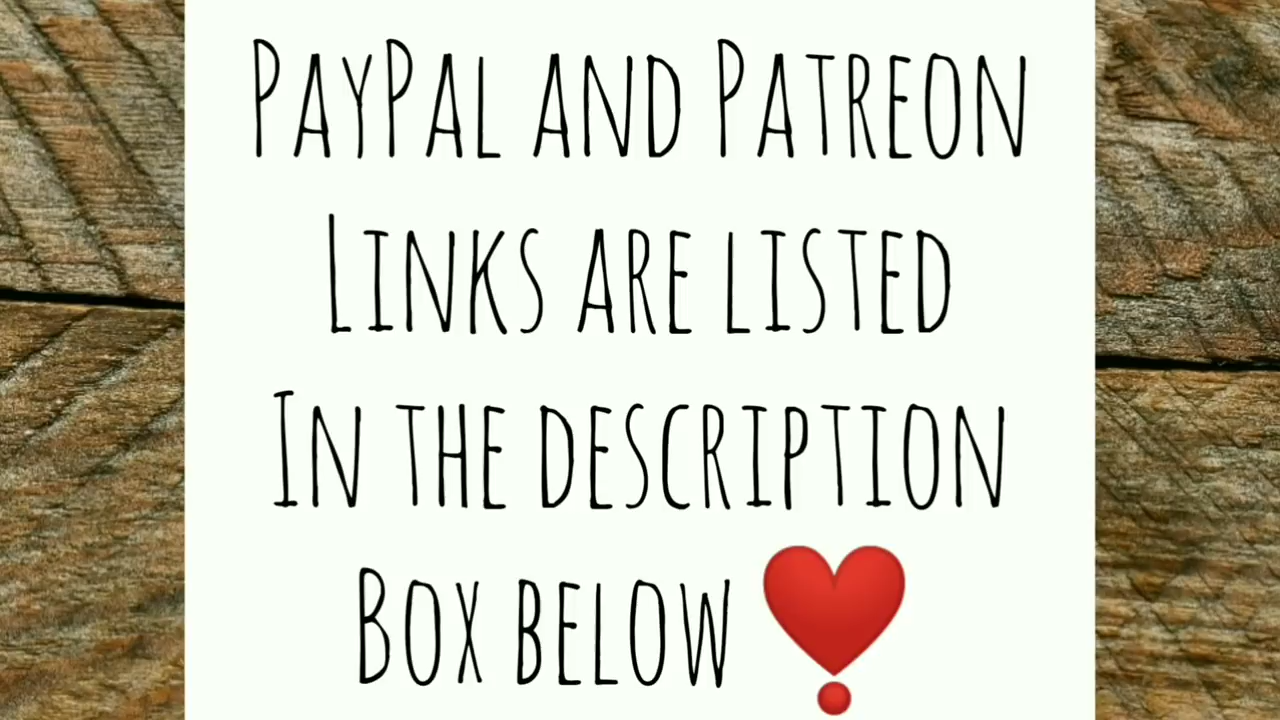 PayPal and Patreon
Links are listed
In the description
Box below ❣